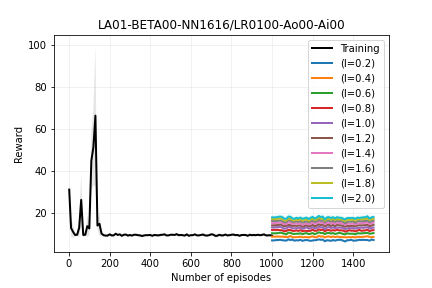 LA01-BETA00-NN1616/LR0100-Ao00-Ai00
Reward
100
80
60
40
20
Training
(l=0.2)
(l=0.4)
(l=0.6)
(l=0.8)
(l=1.0)
(l=1.2)
(l=1.4)
(l=1.6)
(l=1.8)
(l=2.0)
0
200
400
600
800
1000
1200
1400
Number of episodes